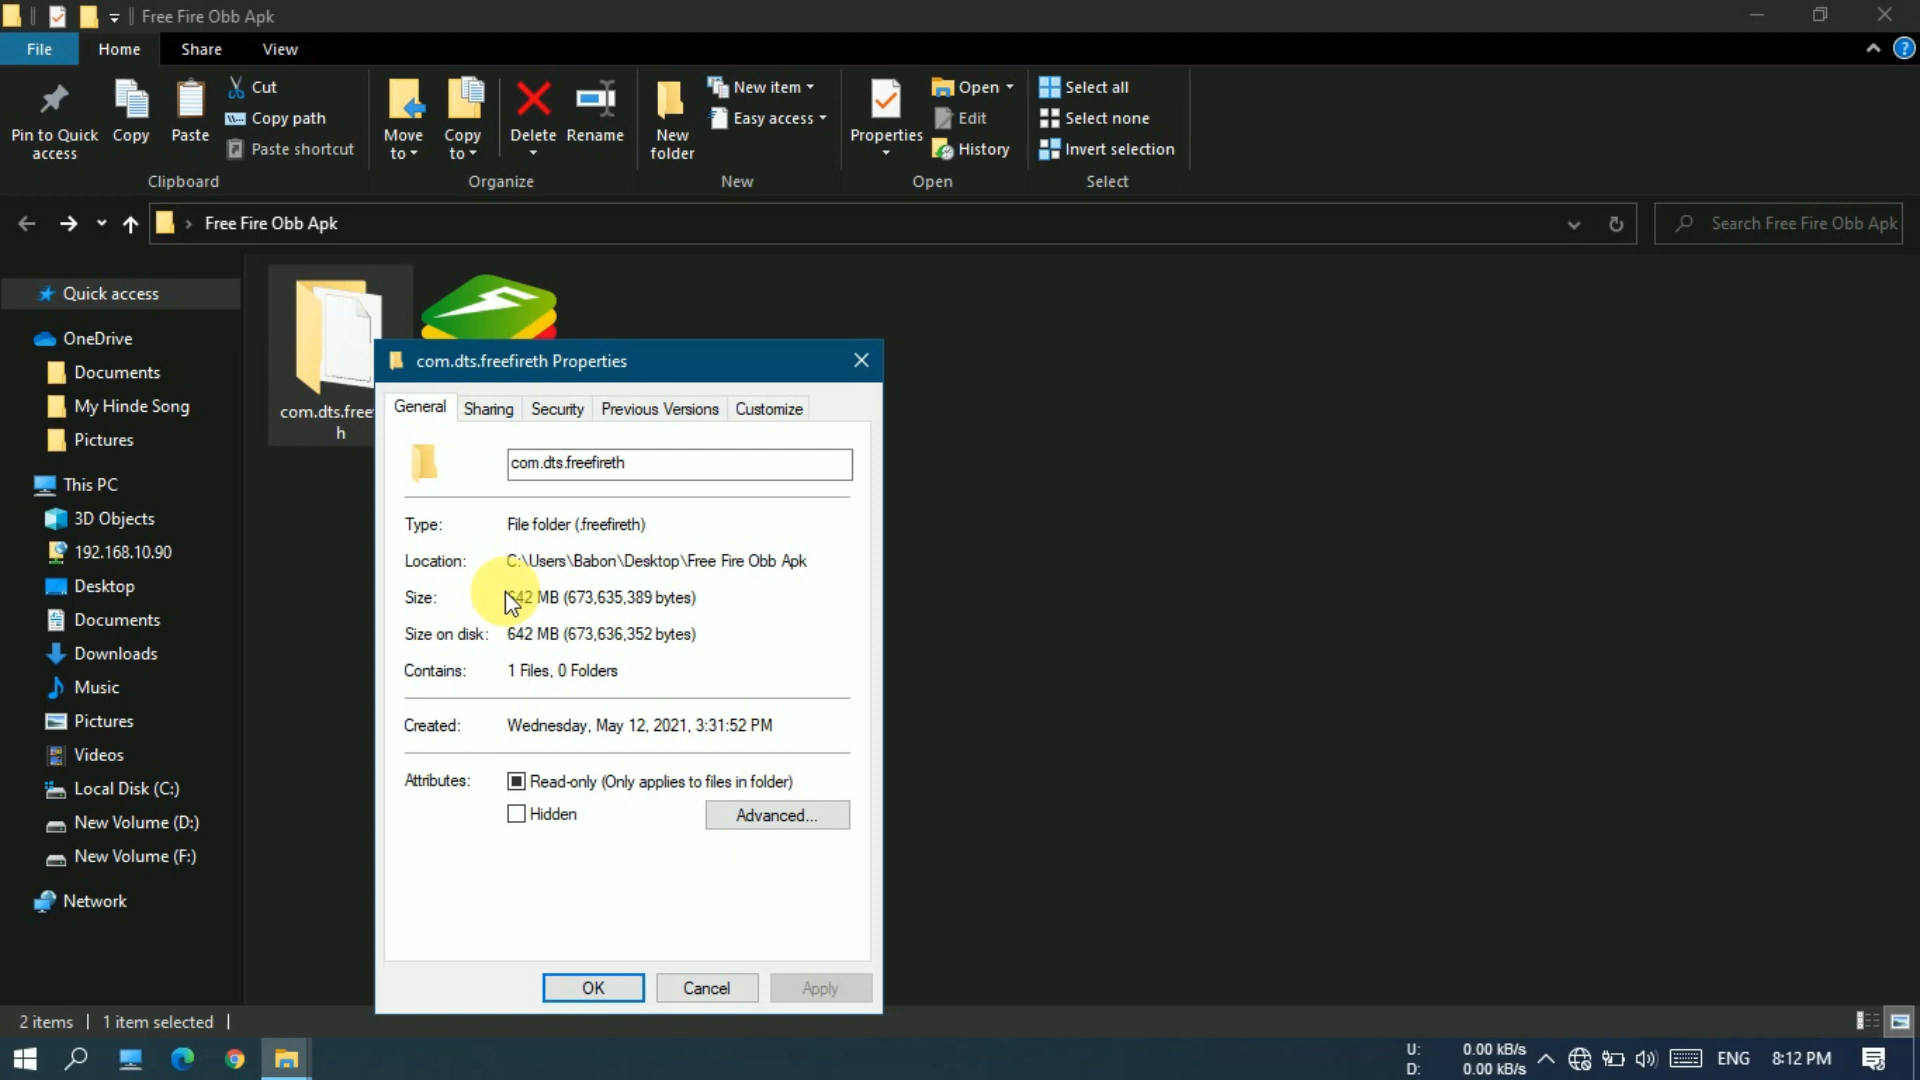 Free Fire Obb Apk
File Home Share View
Pin to Quick access
Copy
Paste
Cut
Copy path
Paste shortcut
Clipboard
Move to
Copy to
Delete
Rename
Organize
New folder
New item
Easy access
New
Properties
Open
Edit
History
Open
Select all
Select none
Invert selection
Select
Free Fire Obb Apk
Search Free Fire Obb Apk
Quick access
OneDrive
Documents
My Hinde Song
Pictures
This PC
3D Objects
192.168.10.90
Desktop
Documents
Downloads
Music
Pictures
Videos
Local Disk (C:)
New Volume (D:)
New Volume (F:)
Network
com.dts.free
h
com.dts.freefireth Properties
General Sharing Security Previous Versions Customize
com.dts.freefireth
Type: File folder (.freefireth)
Location: C:\Users\Babon\Desktop\Free Fire Obb Apk
Size: 642 MB (673,635,389 bytes)
Size on disk: 642 MB (673,636,352 bytes)
Contains: 1 Files, 0 Folders
Created: Wednesday, May 12, 2021, 3:31:52 PM
Attributes: Read-only (Only applies to files in folder)
Hidden
Advanced...
OK Cancel Apply
2 items 1 item selected
U: 0.00 kB/s
D: 0.00 kB/s
ENG 8:12 PM